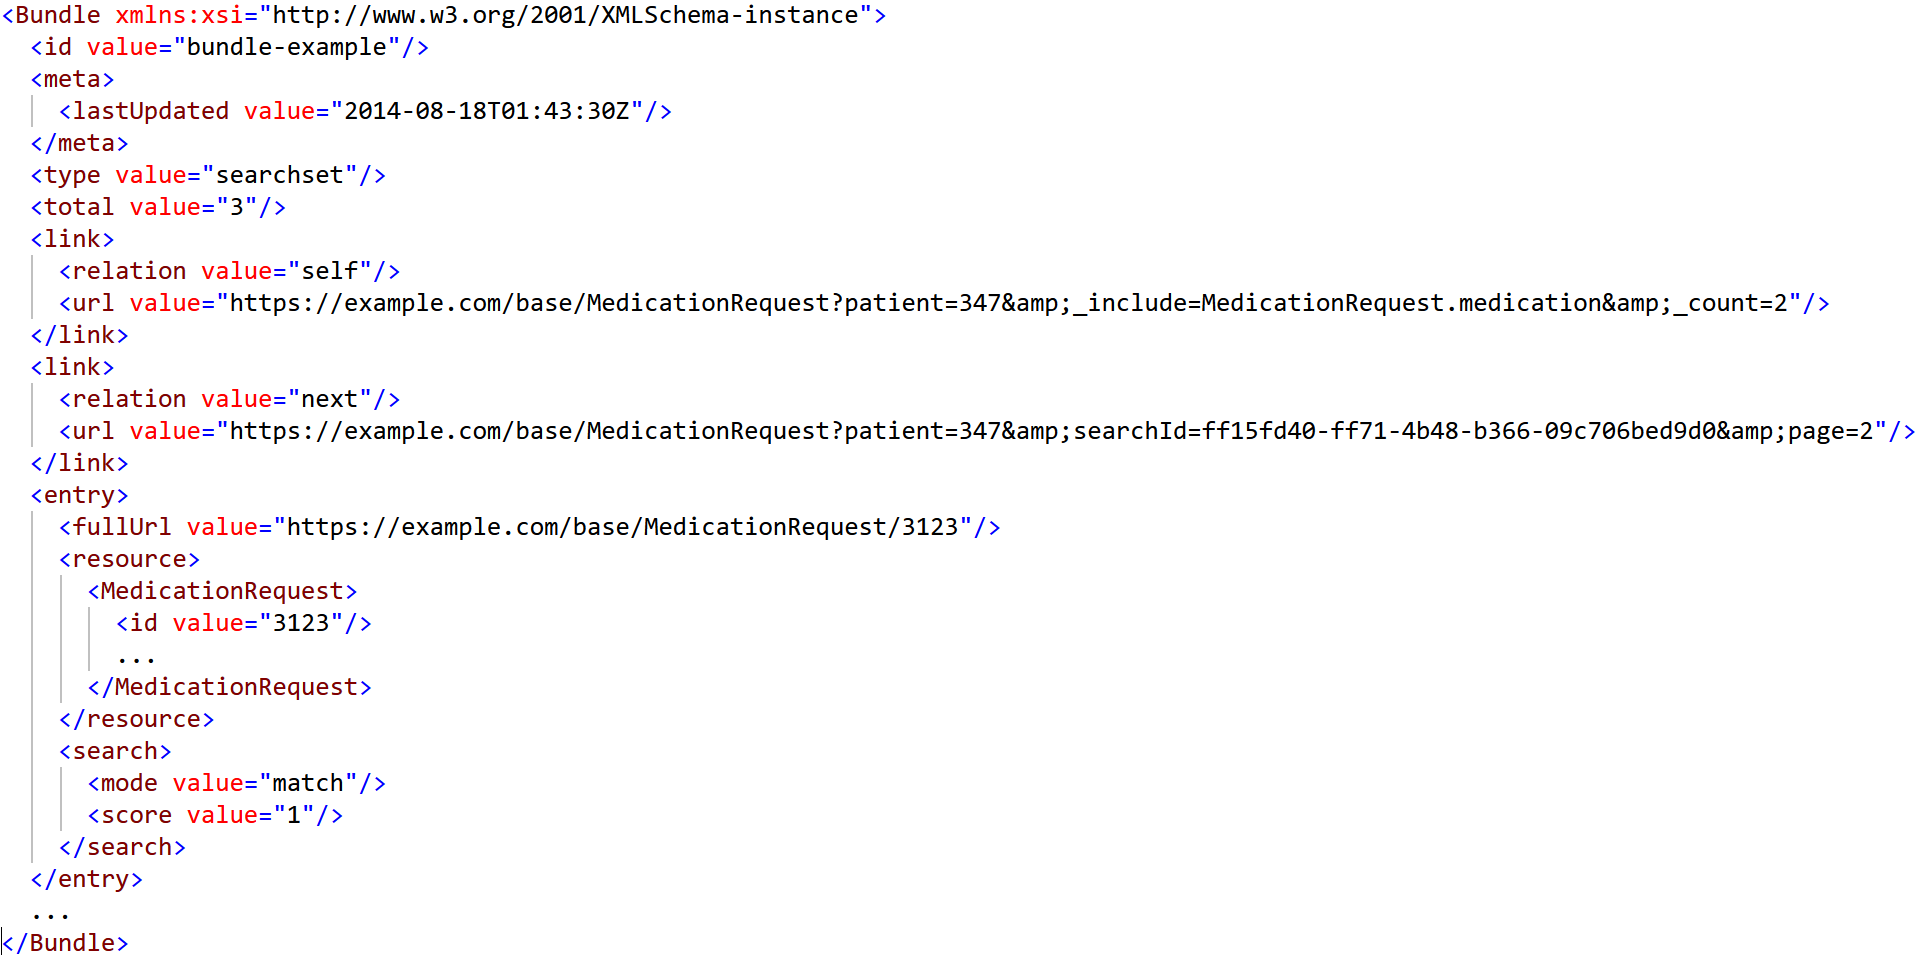 <Bundle xmlns:xsi="http://www.w3.org/2001/XMLSchema-instance">
  <id value="bundle-example"/>
  <meta>
    <lastUpdated value="2014-08-18T01:43:30Z"/>
  </meta>
  <type value="searchset"/>
  <total value="3"/>
  <link>
    <relation value="self"/>
    <url value="https://example.com/base/MedicationRequest?patient=347&amp;_include=MedicationRequest.medication&amp;_count=2"/>
  </link>
  <link>
    <relation value="next"/>
    <url value="https://example.com/base/MedicationRequest?patient=347&amp;searchId=ff15fd40-ff71-4b48-b366-09c706bed9d0&amp;page=2"/>
  </link>
  <entry>
    <fullUrl value="https://example.com/base/MedicationRequest/3123"/>
    <resource>
      <MedicationRequest>
        <id value="3123"/>
        ...
      </MedicationRequest>
    </resource>
    <search>
      <mode value="match"/>
      <score value="1"/>
    </search>
  </entry>
  ...
</Bundle>